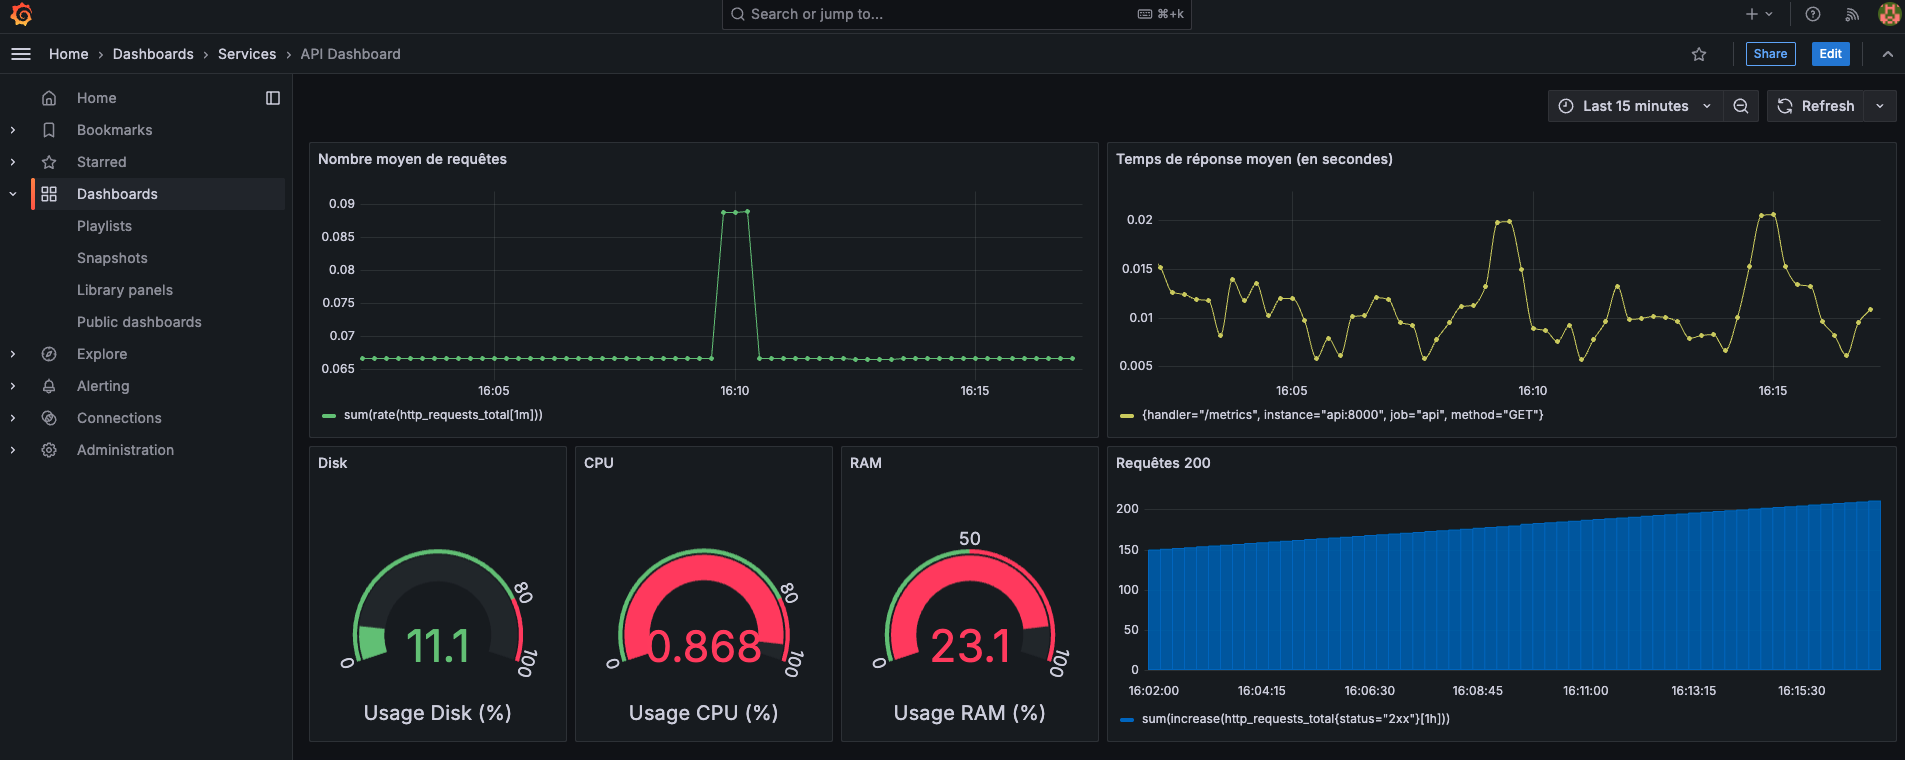 Search or jump to...
⌘+k
Home › Dashboards › Services › API Dashboard
Share
Edit
Home
Bookmarks
Starred
Dashboards
Playlists
Snapshots
Library panels
Public dashboards
Explore
Alerting
Connections
Administration
Last 15 minutes
Refresh
Nombre moyen de requêtes
0.09
0.085
0.08
0.075
0.07
0.065
16:05 16:10 16:15
sum(rate(http_requests_total[1m]))
Temps de réponse moyen (en secondes)
0.02
0.015
0.01
0.005
16:05 16:10 16:15
{handler="/metrics", instance="api:8000", job="api", method="GET"}
Disk
80
11.1
0
100
Usage Disk (%)
CPU
80
0.868
0
100
Usage CPU (%)
RAM
50
23.1
0
100
Usage RAM (%)
Requêtes 200
200
150
100
50
0
16:02:00 16:04:15 16:06:30 16:08:45 16:11:00 16:13:15 16:15:30
sum(increase(http_requests_total{status="2xx"}[1h]))